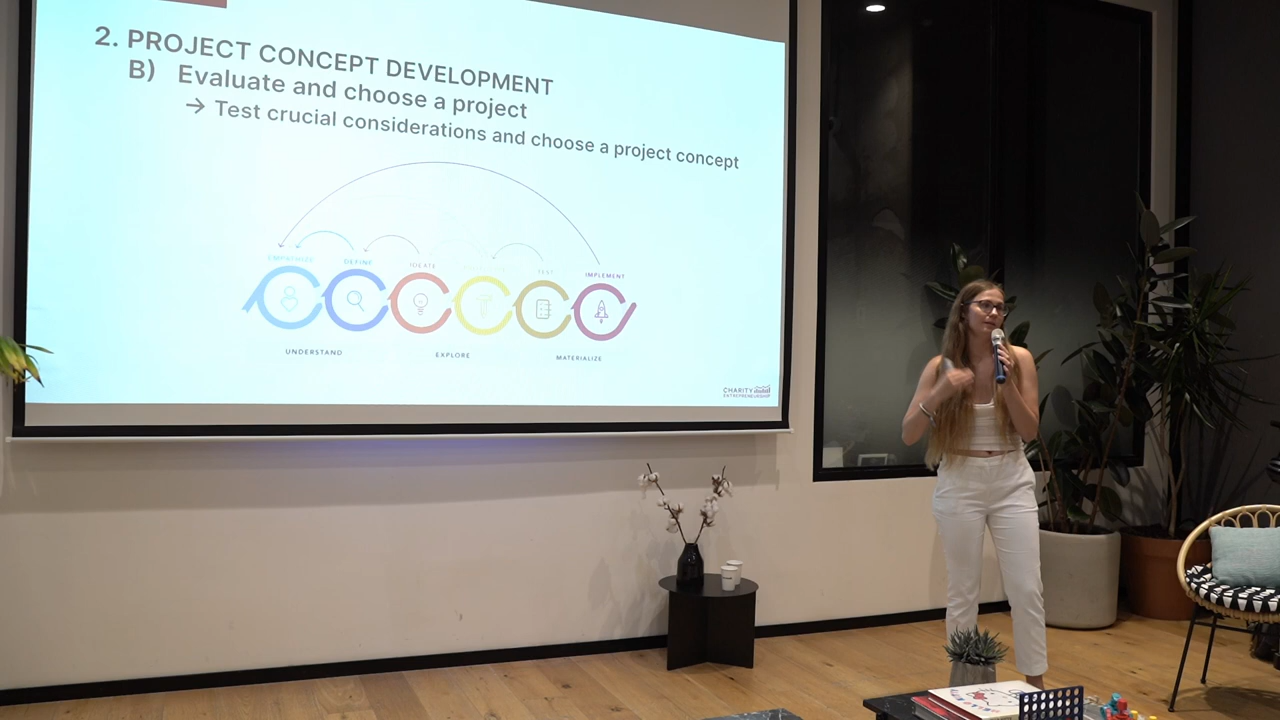 2. PROJECT CONCEPT DEVELOPMENT
B) Evaluate and choose a project
→ Test crucial considerations and choose a project concept
EMPATHIZE
DEFINE
IDEATE
TEST
IMPLEMENT
UNDERSTAND
EXPLORE
MATERIALIZE
CHARITY
ENTREPRENEURSHIP